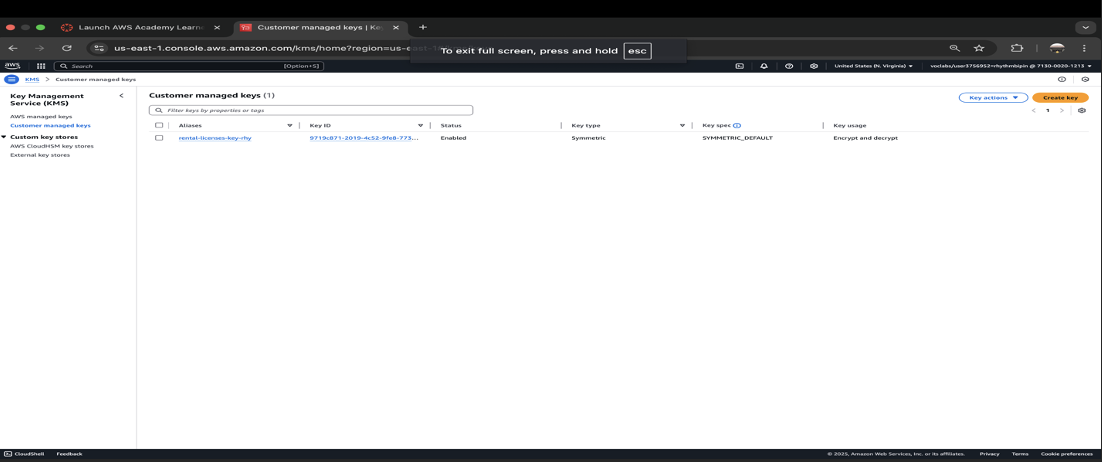 Launch AWS Academy Learn
Customer managed keys | Ke
us-east-1.console.aws.amazon.com/kms/home?region=us-e
To exit full screen, press and hold esc
aws
Search
[Option+S]
United States (N. Virginia)
voclabs/user3756952=rhythmbipin @ 7130-0020-1213
KMS > Customer managed keys
Key Management
Service (KMS)
AWS managed keys
Customer managed keys
Custom key stores
AWS CloudHSM key stores
External key stores
Customer managed keys (1)
Key actions
Create key
Filter keys by properties or tags
1
Aliases
Key ID
Status
Key type
Key spec
Key usage
rental-licenses-key-rhy
9719c871-2019-4c52-9fe8-773...
Enabled
Symmetric
SYMMETRIC_DEFAULT
Encrypt and decrypt
CloudShell
Feedback
© 2025, Amazon Web Services, Inc. or its affiliates.
Privacy
Terms
Cookie preferences